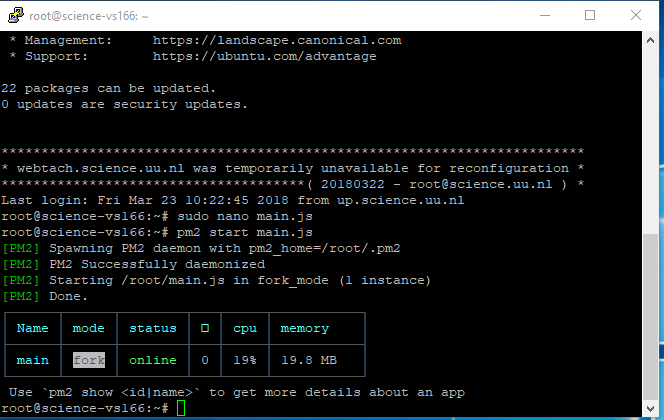 root@science-vs166: ~
* Management: https://landscape.canonical.com
* Support: https://ubuntu.com/advantage
22 packages can be updated.
0 updates are security updates.
*************************************************************************
* webtach.science.uu.nl was temporarily unavailable for reconfiguration *
**************************************( 20180322 - root@science.uu.nl ) *
Last login: Fri Mar 23 10:22:45 2018 from up.science.uu.nl
root@science-vs166:~# sudo nano main.js
root@science-vs166:~# pm2 start main.js
[PM2] Spawning PM2 daemon with pm2_home=/root/.pm2
[PM2] PM2 Successfully daemonized
[PM2] Starting /root/main.js in fork_mode (1 instance)
[PM2] Done.
Name mode status □ cpu memory
main fork online 0 19% 19.8 MB
Use `pm2 show <id|name>` to get more details about an app
root@science-vs166:~#